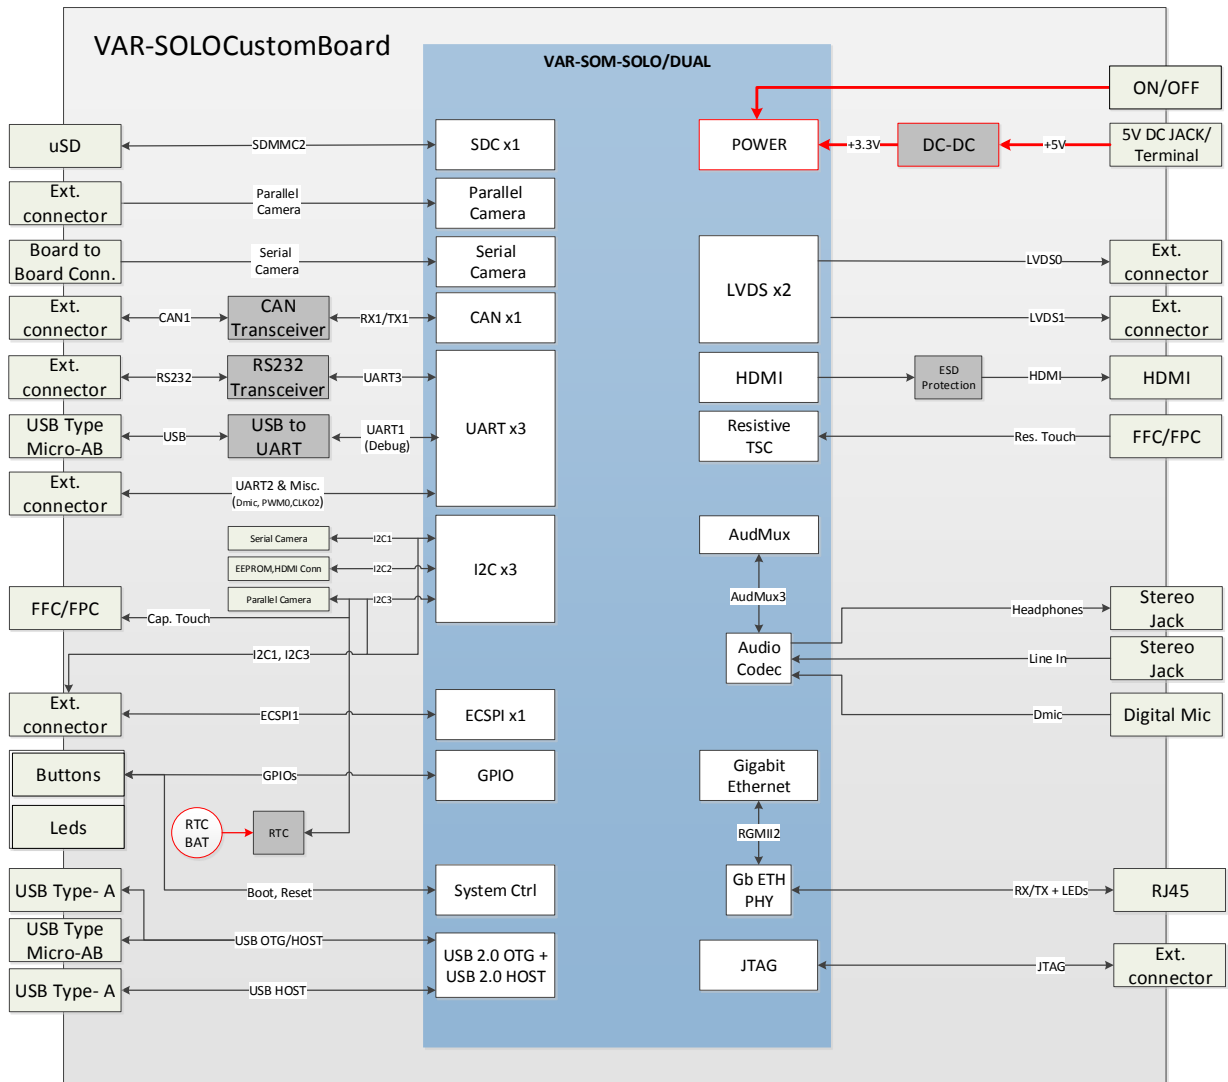 VAR-SOLOCustomBoard
VAR-SOM-SOLO/DUAL
ON/OFF
uSD
SDMMC2
SDC x1
POWER
+3.3V
DC-DC
+5V
5V DC JACK/
Terminal
Ext.
connector
Parallel
Camera
Parallel
Camera
Board to
Board Conn.
Serial
Camera
Serial
Camera
LVDS x2
LVDS0
Ext.
connector
Ext.
connector
CAN1
CAN
Transceiver
RX1/TX1
CAN x1
LVDS1
Ext.
connector
Ext.
connector
RS232
RS232
Transceiver
UART3
UART x3
HDMI
ESD
Protection
HDMI
HDMI
USB Type
Micro-AB
USB
USB to
UART
UART1
(Debug)
Resistive
TSC
Res. Touch
FFC/FPC
Ext.
connector
UART2 & Misc.
(Dmic, PWM0,CLKO2)
Serial Camera
I2C1
EEPROM,HDMI Conn
I2C2
I2C x3
Parallel Camera
I2C3
AudMux
AudMux3
FFC/FPC
Cap. Touch
Headphones
Stereo
Jack
I2C1, I2C3
Audio
Codec
Line In
Stereo
Jack
Ext.
connector
ECSPI1
ECSPI x1
Dmic
Digital Mic
Buttons
GPIOs
GPIO
Gigabit
Ethernet
Leds
RTC
BAT
RTC
RGMII2
USB Type- A
Boot, Reset
System Ctrl
Gb ETH
PHY
RX/TX + LEDs
RJ45
USB Type
Micro-AB
USB OTG/HOST
USB 2.0 OTG +
USB 2.0 HOST
JTAG
JTAG
Ext.
connector
USB Type- A
USB HOST